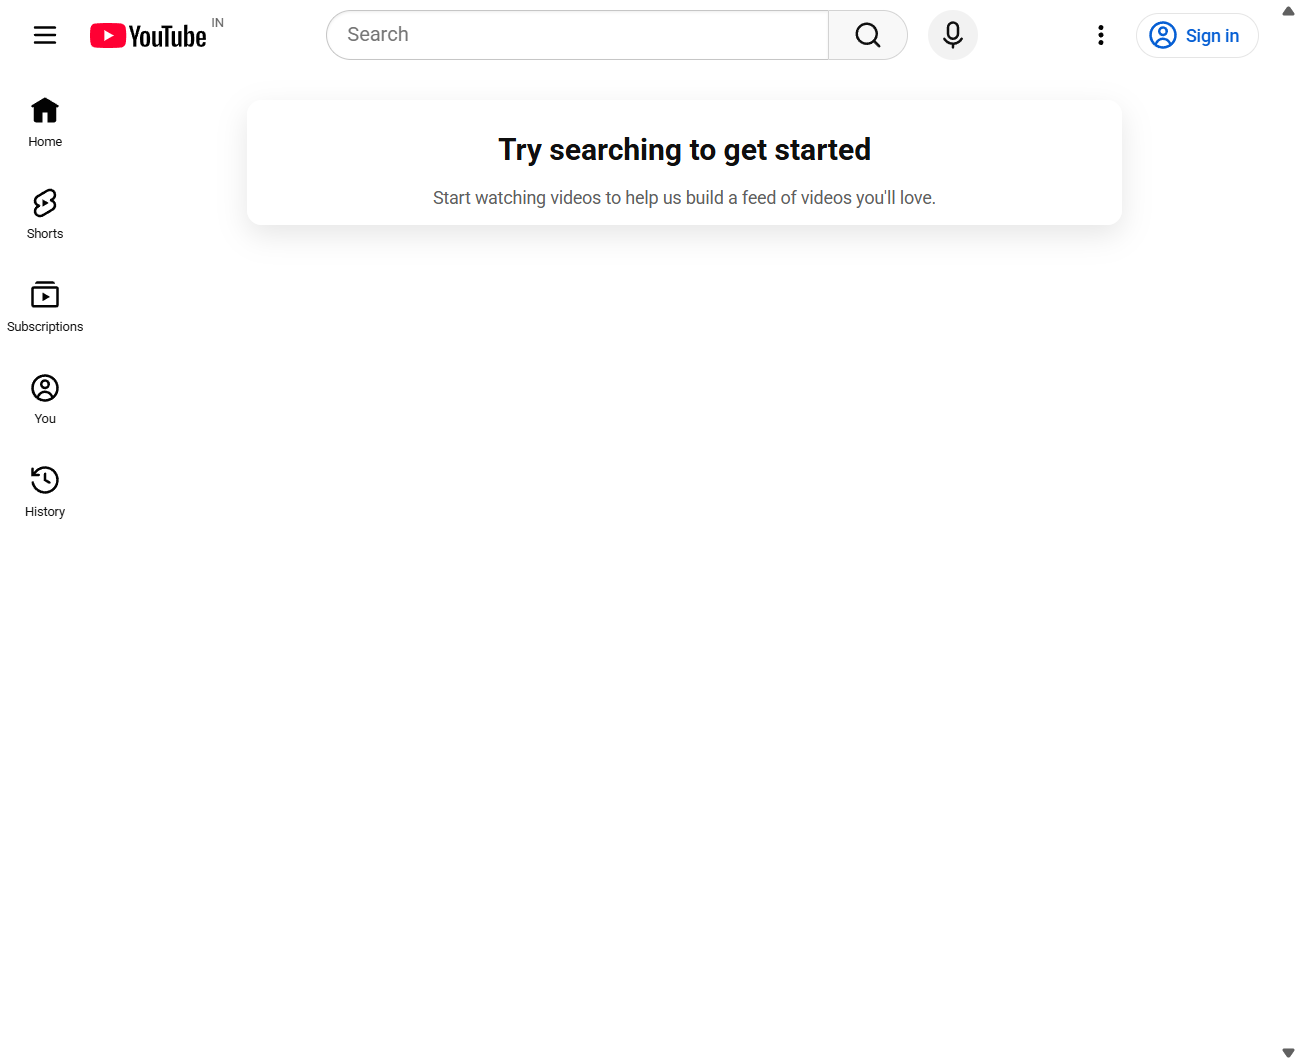 YouTube IN
Search
Sign in
Home
Shorts
Subscriptions
You
History
Try searching to get started
Start watching videos to help us build a feed of videos you'll love.